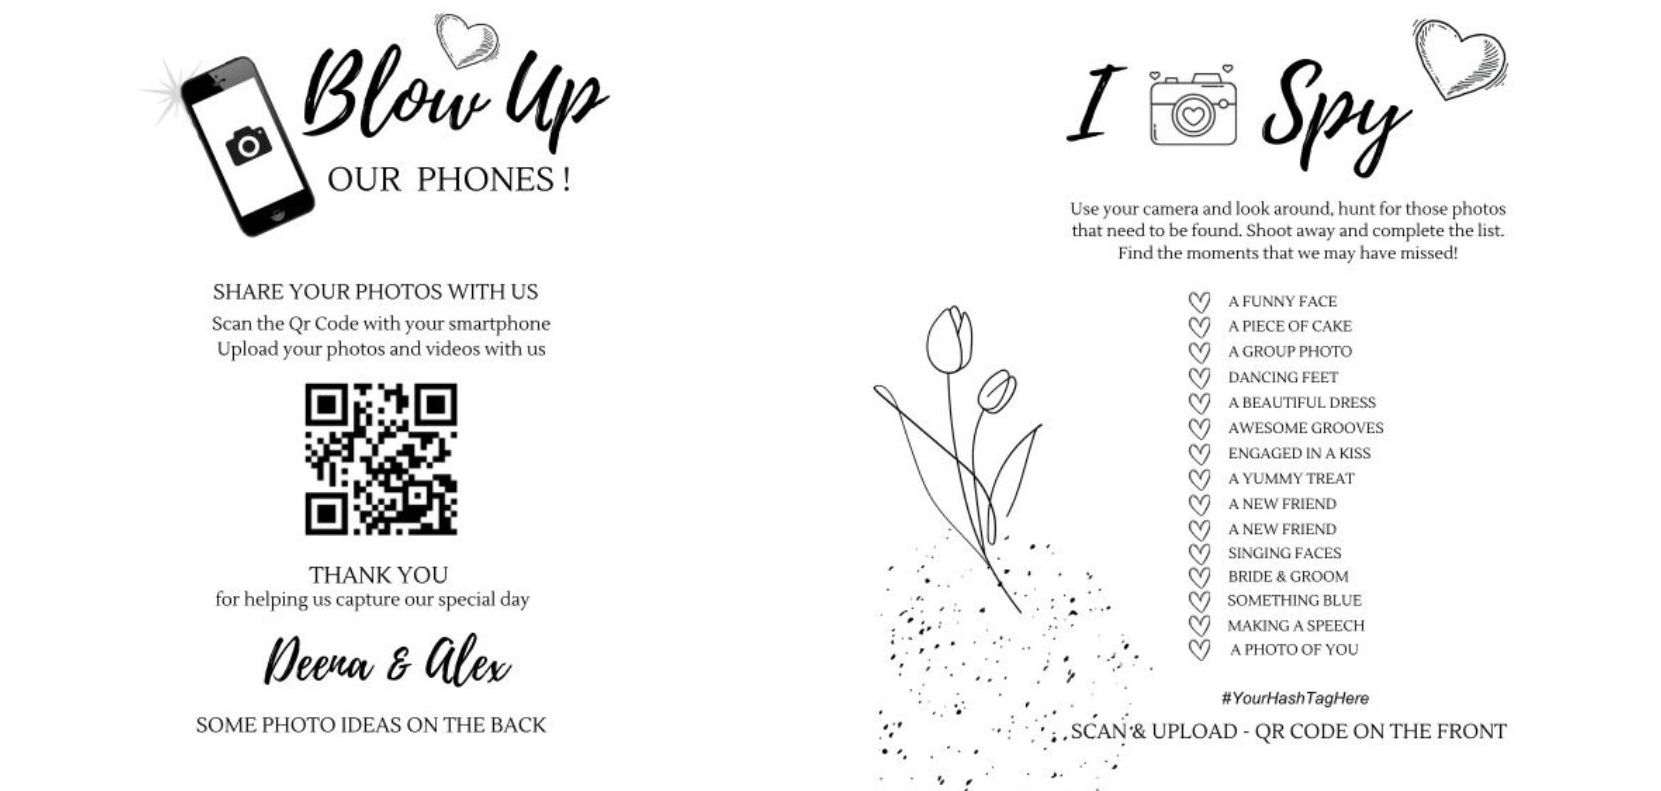 Blow Up
OUR PHONES !
SHARE YOUR PHOTOS WITH US
Scan the Qr Code with your smartphone
Upload your photos and videos with us
THANK YOU
for helping us capture our special day
Deena & Alex
SOME PHOTO IDEAS ON THE BACK
I Spy
Use your camera and look around, hunt for those photos
that need to be found. Shoot away and complete the list.
Find the moments that we may have missed!
A FUNNY FACE
A PIECE OF CAKE
A GROUP PHOTO
DANCING FEET
A BEAUTIFUL DRESS
AWESOME GROOVES
ENGAGED IN A KISS
A YUMMY TREAT
A NEW FRIEND
A NEW FRIEND
SINGING FACES
BRIDE & GROOM
SOMETHING BLUE
MAKING A SPEECH
A PHOTO OF YOU
#YourHashTagHere
SCAN & UPLOAD - QR CODE ON THE FRONT